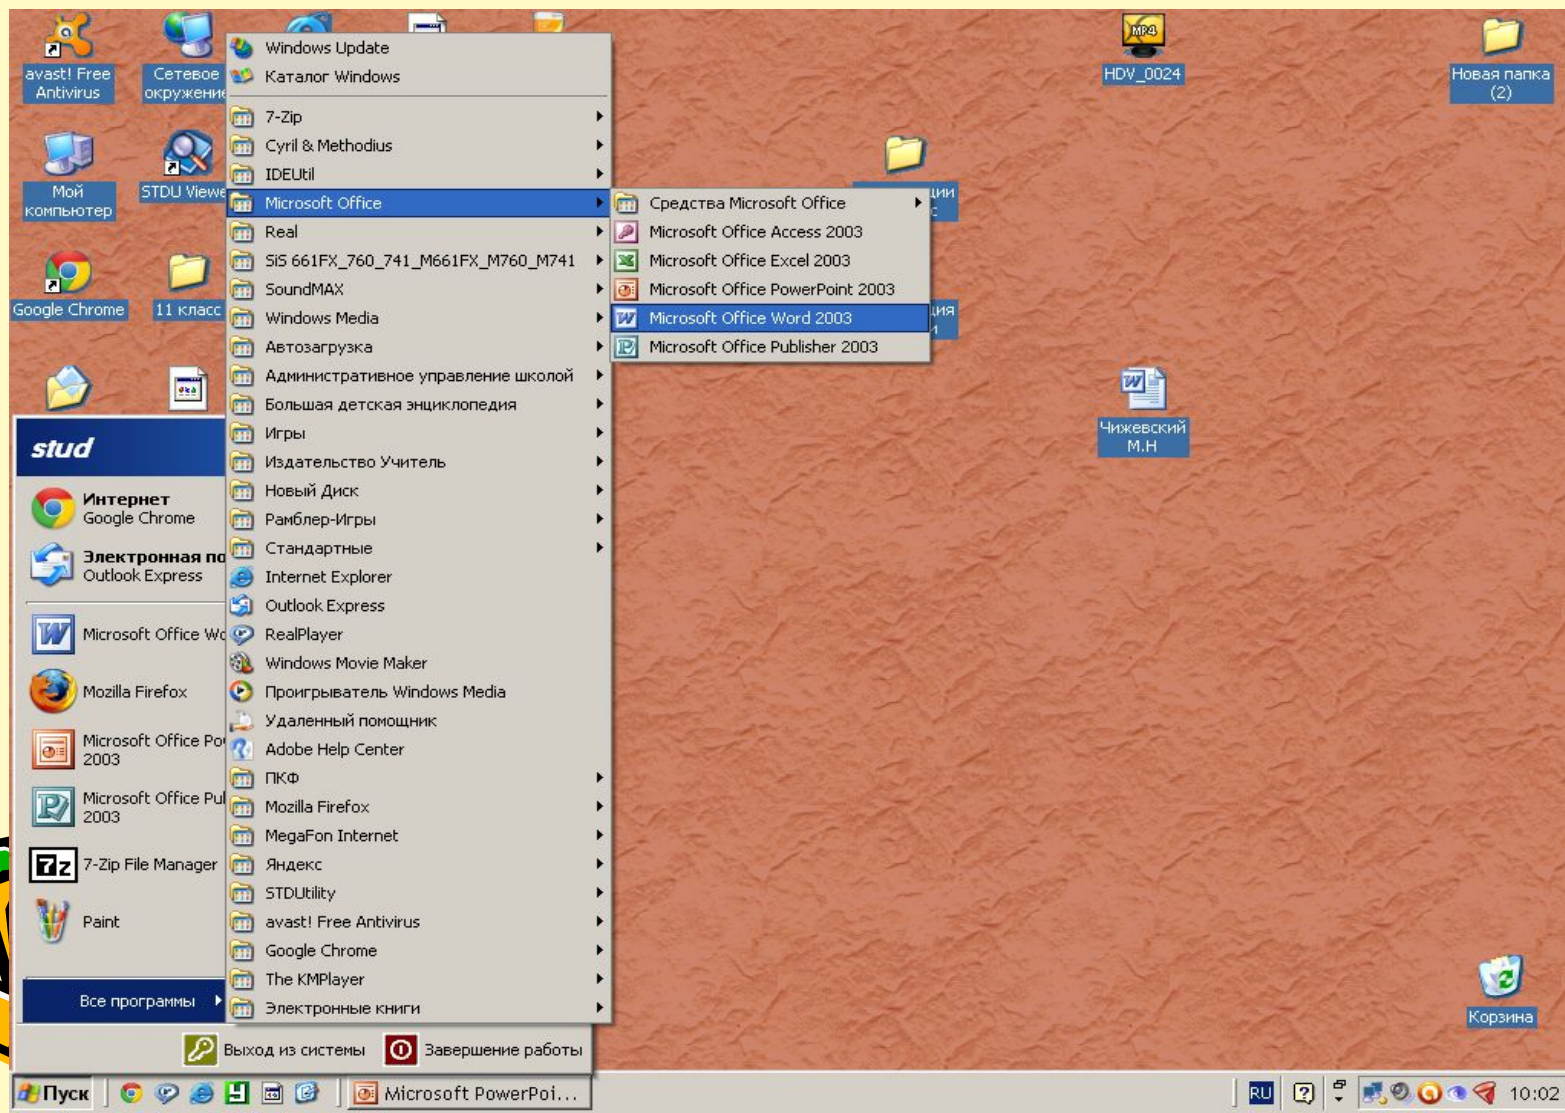 avast! Free
Antivirus
Сетевое
окружение
HDV_0024
Новая папка
(2)
Мой
компьютер
STDU Viewe
Google Chrome
11 класс
Чижевский
М.Н
Корзина
Windows Update
Каталог Windows
7-Zip
Cyril & Methodius
IDEUtil
Microsoft Office
Real
SiS 661FX_760_741_M661FX_M760_M741
SoundMAX
Windows Media
Автозагрузка
Административное управление школой
Большая детская энциклопедия
Игры
Издательство Учитель
Новый Диск
Рамблер-Игры
Стандартные
Internet Explorer
Outlook Express
RealPlayer
Windows Movie Maker
Проигрыватель Windows Media
Удаленный помощник
Adobe Help Center
ПКФ
Mozilla Firefox
MegaFon Internet
Яндекс
STDUtility
avast! Free Antivirus
Google Chrome
The KMPlayer
Электронные книги
Средства Microsoft Office
Microsoft Office Access 2003
Microsoft Office Excel 2003
Microsoft Office PowerPoint 2003
Microsoft Office Word 2003
Microsoft Office Publisher 2003
stud
Интернет
Google Chrome
Электронная по
Outlook Express
Microsoft Office Wo
Mozilla Firefox
Microsoft Office Po
2003
Microsoft Office Pul
2003
7-Zip File Manager
Paint
Все программы
Выход из системы
Завершение работы
Пуск
Microsoft PowerPoi...
RU
10:02